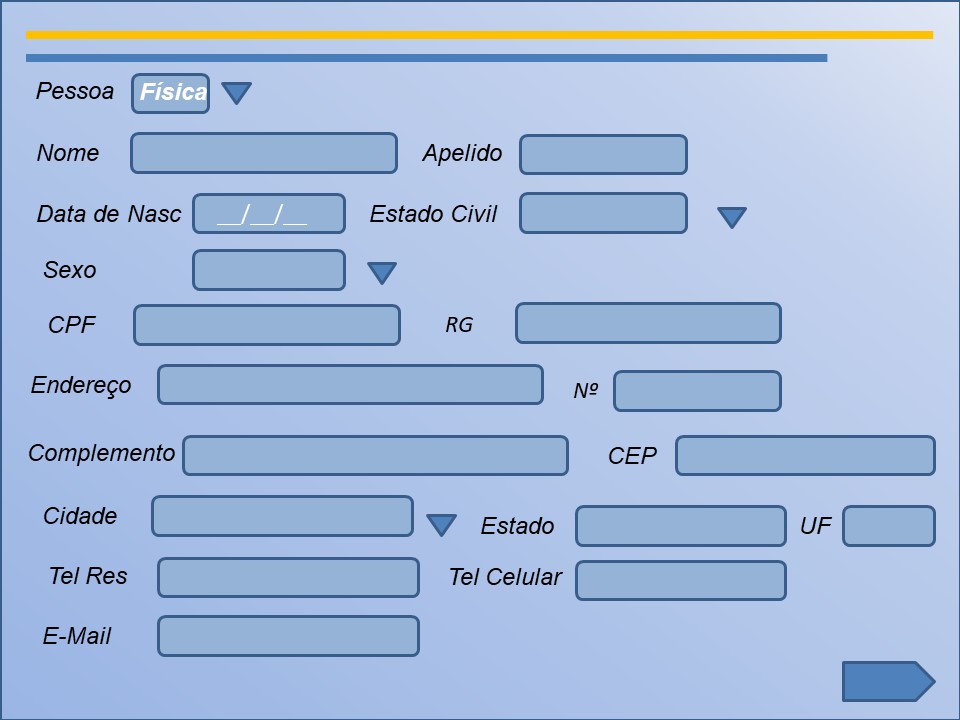 Pessoa Física
Nome Apelido
Data de Nasc __/__/__ Estado Civil
Sexo
CPF RG
Endereço Nº
Complemento CEP
Cidade Estado UF
Tel Res Tel Celular
E-Mail